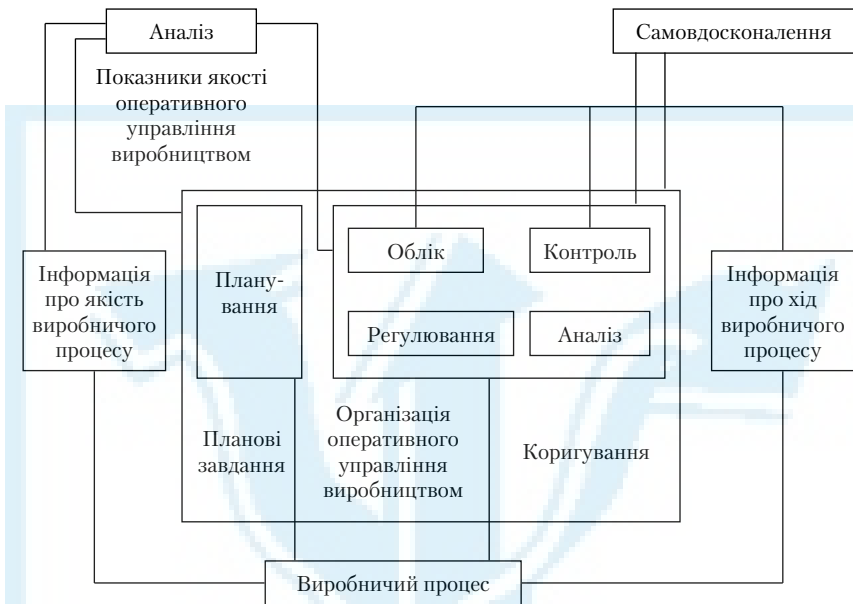 Аналіз
Самовдосконалення
Показники якості
оперативного
управління
виробництвом
Інформація
про якість
виробничого
процесу
Плану-
вання
Облік
Контроль
Регулювання
Аналіз
Інформація
про хід
виробничого
процесу
Планові
завдання
Організація
оперативного
управління
виробництвом
Коригування
Виробничий процес